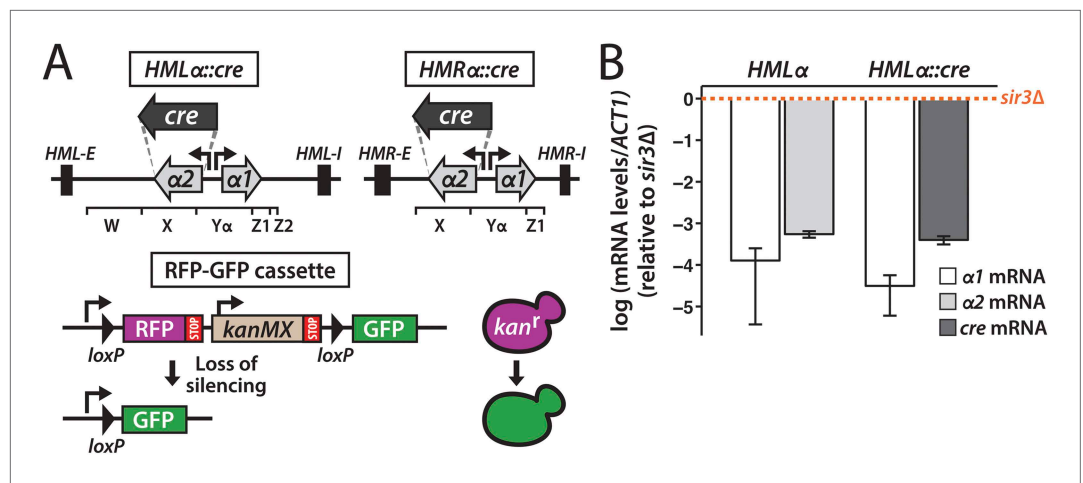 A
HMLα::cre
HMRα::cre
cre
cre
HML-E
HML-I
HMR-E
HMR-I
α2
α1
α2
α1
W X Yα Z1 Z2
X Yα Z1
RFP-GFP cassette
RFP STOP kanMX STOP GFP
loxP
loxP
Loss of
silencing
GFP
loxP
kanʳ
B
HMLα HMLα::cre
sir3Δ
0
−1
−2
−3
−4
−5
log (mRNA levels/ACT1)
(relative to sir3Δ)
α1 mRNA
α2 mRNA
cre mRNA